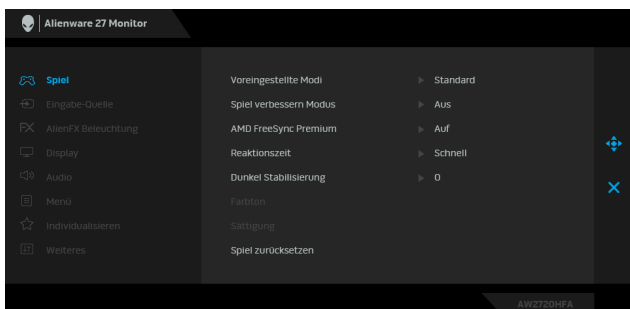 Alienware 27 Monitor
Spiel
Eingabe-Quelle
AlienFX Beleuchtung
Display
Audio
Menü
Individualisieren
Weiteres
Voreingestellte Modi Standard
Spiel verbessern Modus Aus
AMD FreeSync Premium Auf
Reaktionszeit Schnell
Dunkel Stabilisierung 0
Farbton
Sättigung
Spiel zurücksetzen
AW2720HFA